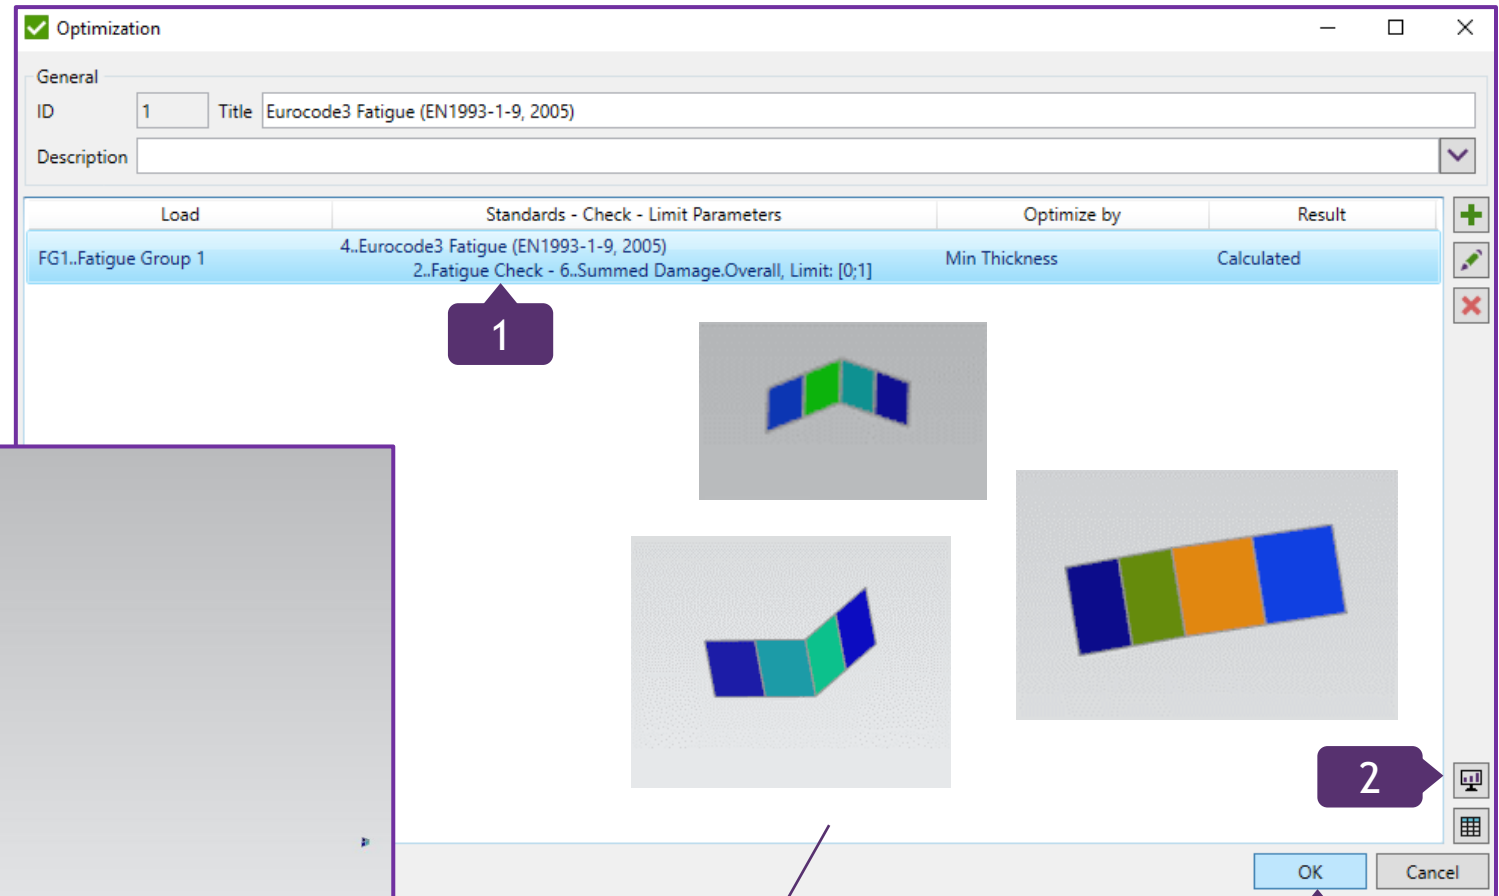 Optimization
General
ID 1 Title Eurocode3 Fatigue (EN1993-1-9, 2005)
Description
Load Standards - Check - Limit Parameters Optimize by Result
FG1..Fatigue Group 1 4..Eurocode3 Fatigue (EN1993-1-9, 2005) Min Thickness Calculated
2..Fatigue Check - 6..Summed Damage.Overall, Limit: [0;1]
1
2
OK Cancel